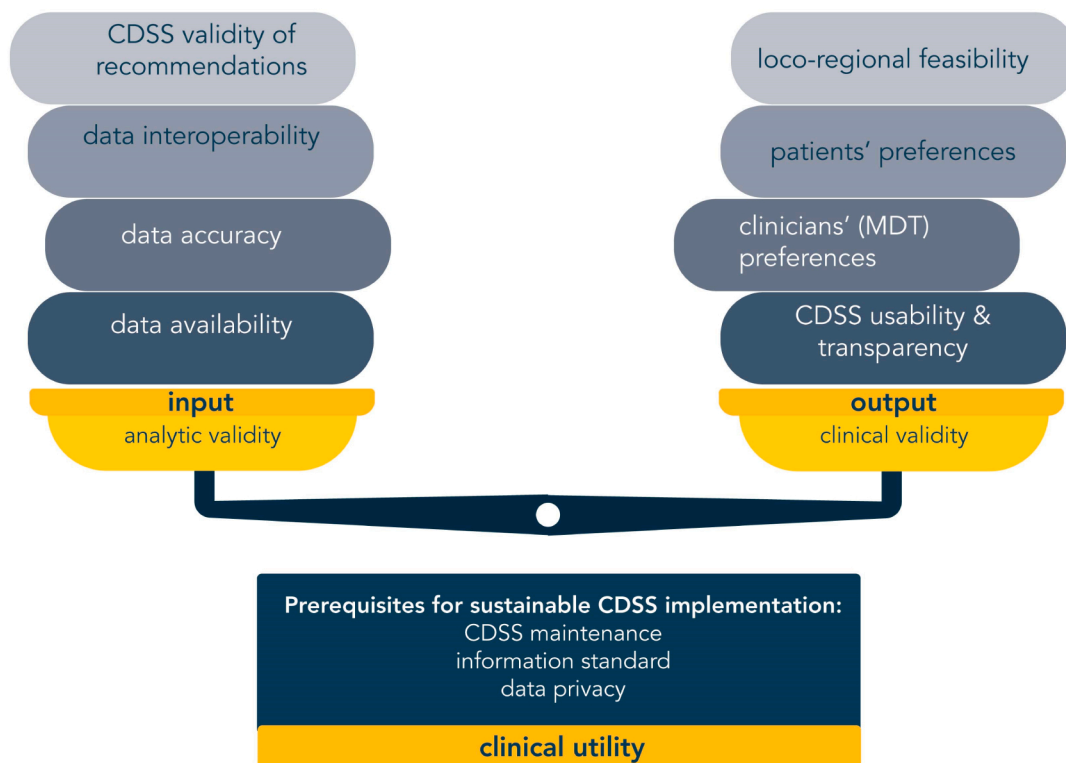 CDSS validity of
recommendations
data interoperability
data accuracy
data availability
input
analytic validity
loco-regional feasibility
patients’ preferences
clinicians’ (MDT)
preferences
CDSS usability &
transparency
output
clinical validity
Prerequisites for sustainable CDSS implementation:
CDSS maintenance
information standard
data privacy
clinical utility